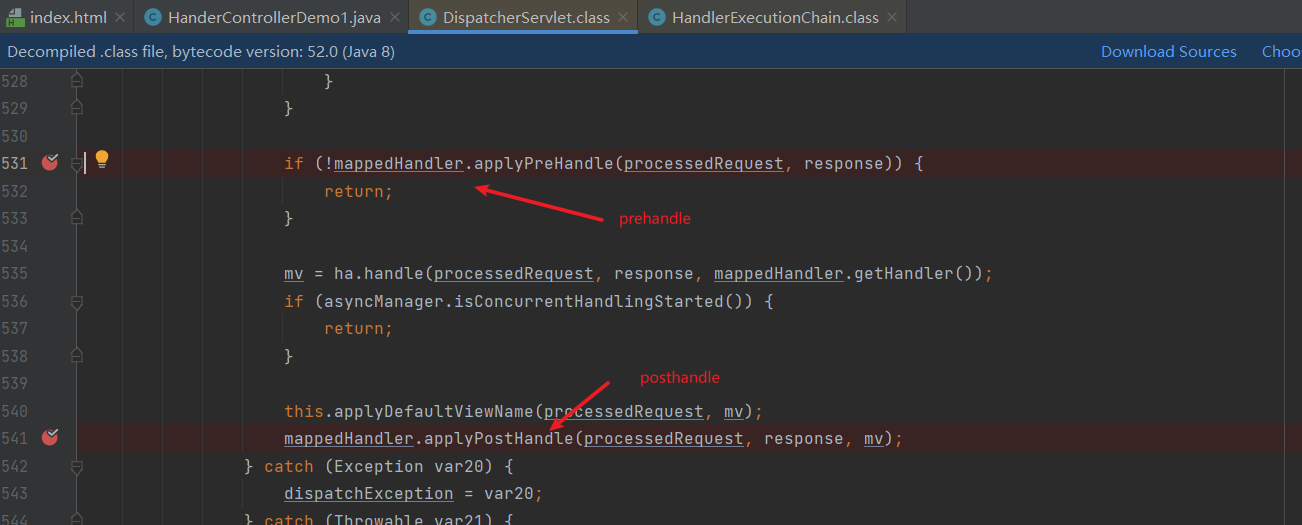 index.html HanderControllerDemo1.java DispatcherServlet.class HandlerExecutionChain.class
Decompiled .class file, bytecode version: 52.0 (Java 8) Download Sources Choo
528 }
529 }
530
531 if (!mappedHandler.applyPreHandle(processedRequest, response)) {
532 return;
prehandle
533 }
534
535 mv = ha.handle(processedRequest, response, mappedHandler.getHandler());
536 if (asyncManager.isConcurrentHandlingStarted()) {
537 return;
538 }
posthandle
539
540 this.applyDefaultViewName(processedRequest, mv);
541 mappedHandler.applyPostHandle(processedRequest, response, mv);
542 } catch (Exception var20) {
543 dispatchException = var20;
544 } catch (Throwable var21) {